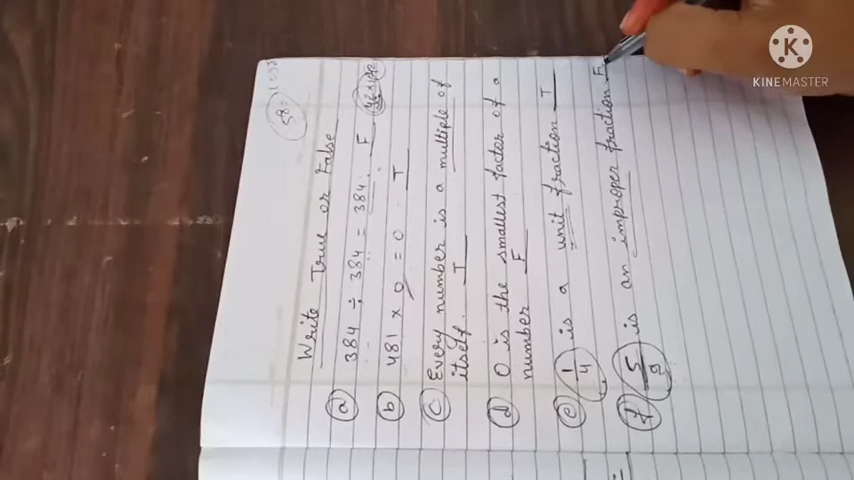 Write True or False
(a) 384 ÷ 384 = 384. F
(b) 481 × 0 = 0 T
(c) Every number is a multiple of
itself. T
(d) 0 is the smallest factor of a
number F
(e) 1/4 is a unit fraction T
(f) 5/9 is an improper fraction F
K
KINEMASTER